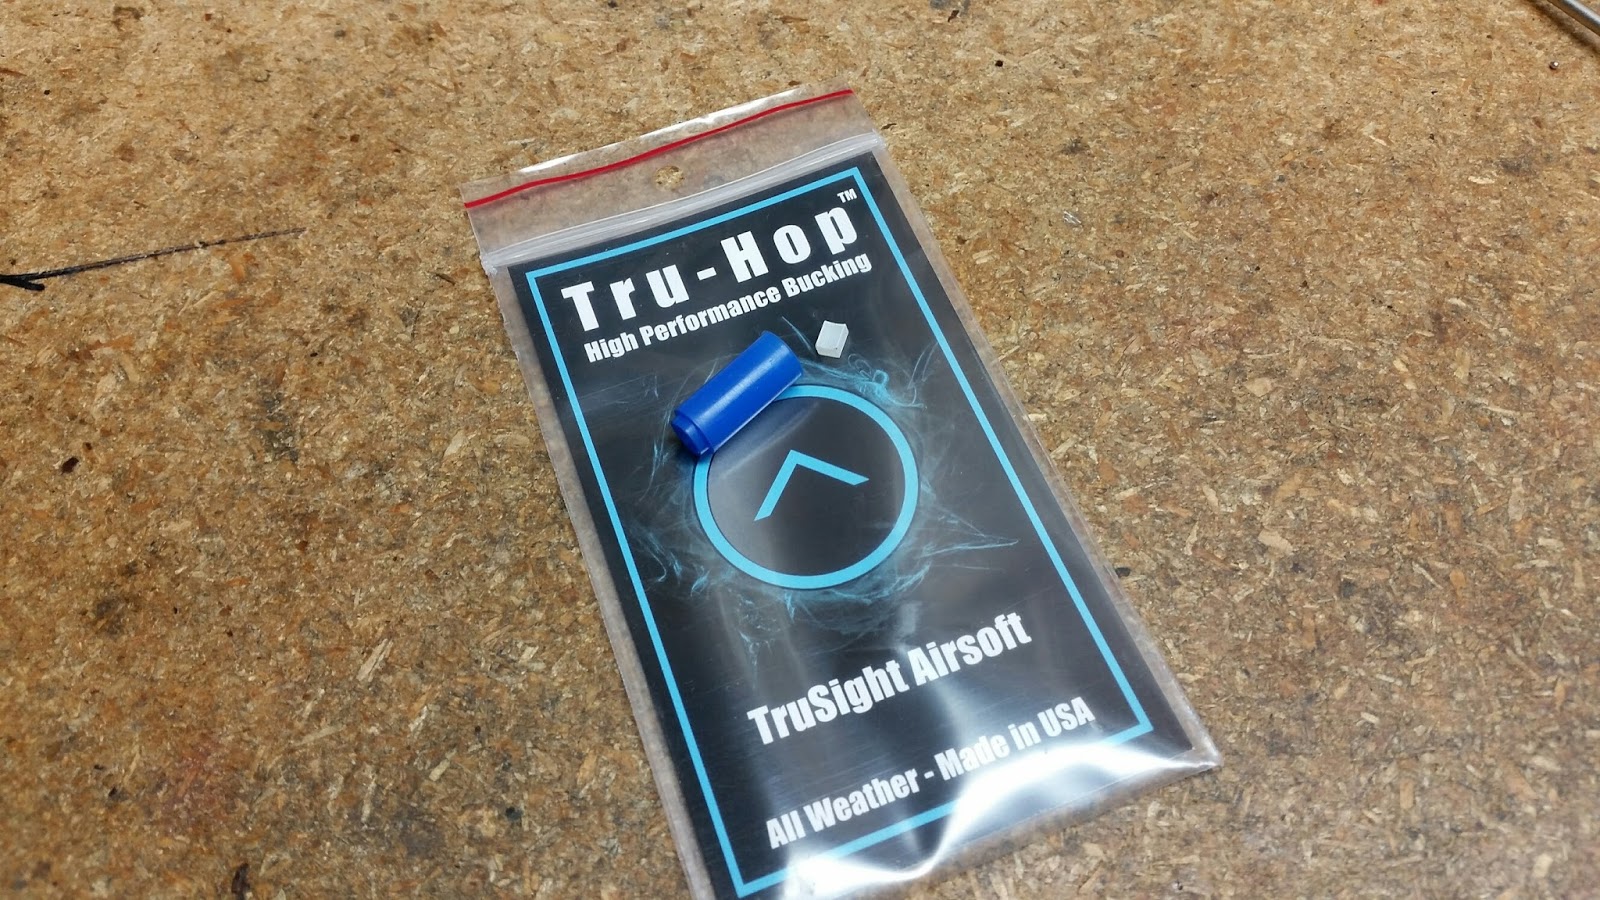 Tru-Hop™
High Performance Bucking
TruSight Airsoft
All Weather - Made in USA